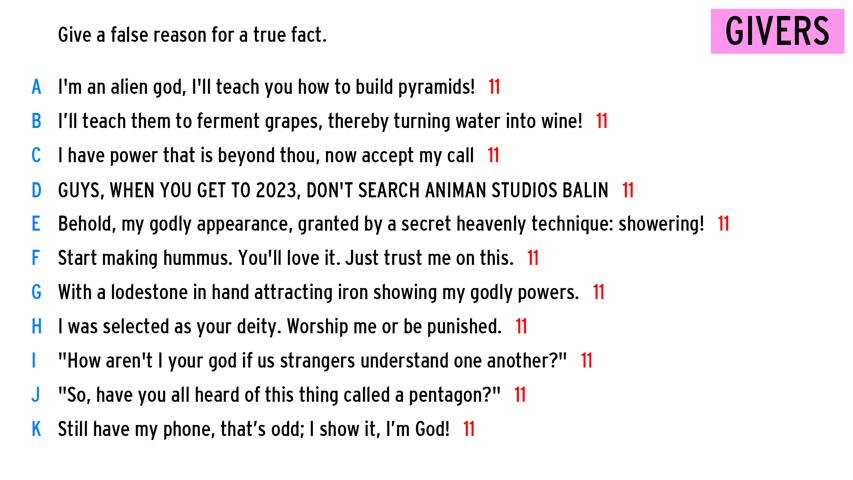 Give a false reason for a true fact.
GIVERS
A I'm an alien god, I'll teach you how to build pyramids! 11
B I’ll teach them to ferment grapes, thereby turning water into wine! 11
C I have power that is beyond thou, now accept my call 11
D GUYS, WHEN YOU GET TO 2023, DON'T SEARCH ANIMAN STUDIOS BALIN 11
E Behold, my godly appearance, granted by a secret heavenly technique: showering! 11
F Start making hummus. You'll love it. Just trust me on this. 11
G With a lodestone in hand attracting iron showing my godly powers. 11
H I was selected as your deity. Worship me or be punished. 11
I "How aren't I your god if us strangers understand one another?" 11
J "So, have you all heard of this thing called a pentagon?" 11
K Still have my phone, that’s odd; I show it, I’m God! 11